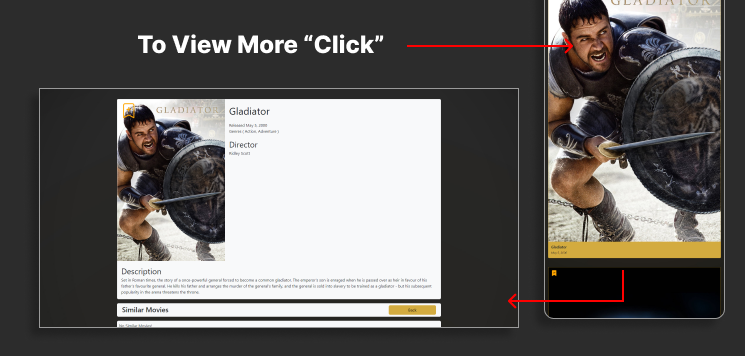 GLADIATOR
To View More “Click”
GLADIATOR
Gladiator
Released May 5, 2000
Genres ( Action, Adventure )
Director
Ridley Scott
Description
Set in Roman times, the story of a once-powerful general forced to become a common gladiator. The emperor's son is enraged when he is passed over as heir in favour of his
father's favourite general. He kills his father and arranges the murder of the general's family, and the general is sold into slavery to be trained as a gladiator - but his subsequent
popularity in the arena threatens the throne.
Similar Movies
Back
No 'Similar Movies'
Gladiator
May 5, 2000